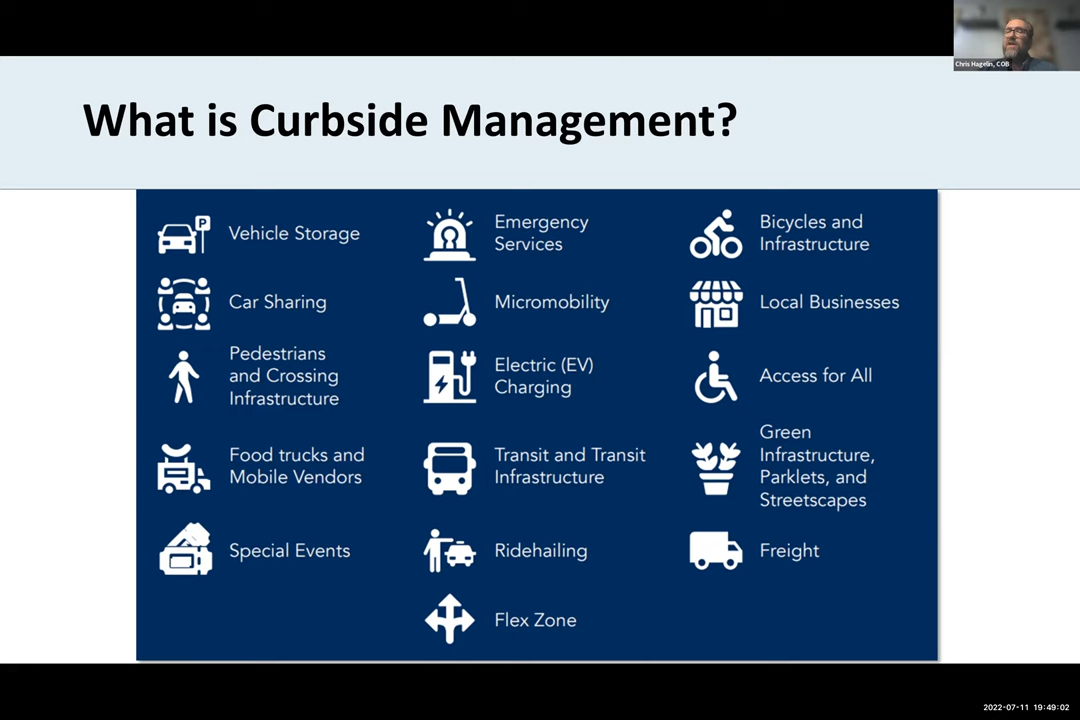 Chris Hagelin, COB
What is Curbside Management?
P
Vehicle Storage
Emergency
Services
Bicycles and
Infrastructure
Car Sharing
Micromobility
Local Businesses
Pedestrians
and Crossing
Infrastructure
Electric (EV)
Charging
Access for All
Food trucks and
Mobile Vendors
Transit and Transit
Infrastructure
Green
Infrastructure,
Parklets, and
Streetscapes
Special Events
Ridehailing
Freight
Flex Zone
2022-07-11 19:49:02